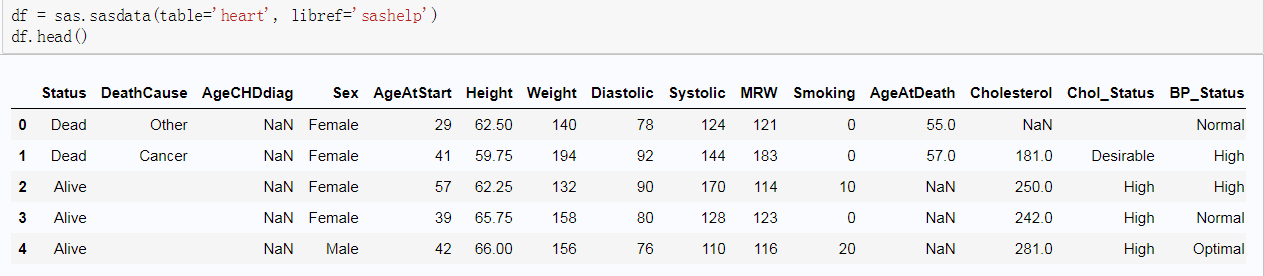 df = sas.sasdata(table='heart', libref='sashelp')
df.head()
Status DeathCause AgeCHDdiag Sex AgeAtStart Height Weight Diastolic Systolic MRW Smoking AgeAtDeath Cholesterol Chol_Status BP_Status
0 Dead Other NaN Female 29 62.50 140 78 124 121 0 55.0 NaN Normal
1 Dead Cancer NaN Female 41 59.75 194 92 144 183 0 57.0 181.0 Desirable High
2 Alive NaN Female 57 62.25 132 90 170 114 10 NaN 250.0 High High
3 Alive NaN Female 39 65.75 158 80 128 123 0 NaN 242.0 High Normal
4 Alive NaN Male 42 66.00 156 76 110 116 20 NaN 281.0 High Optimal